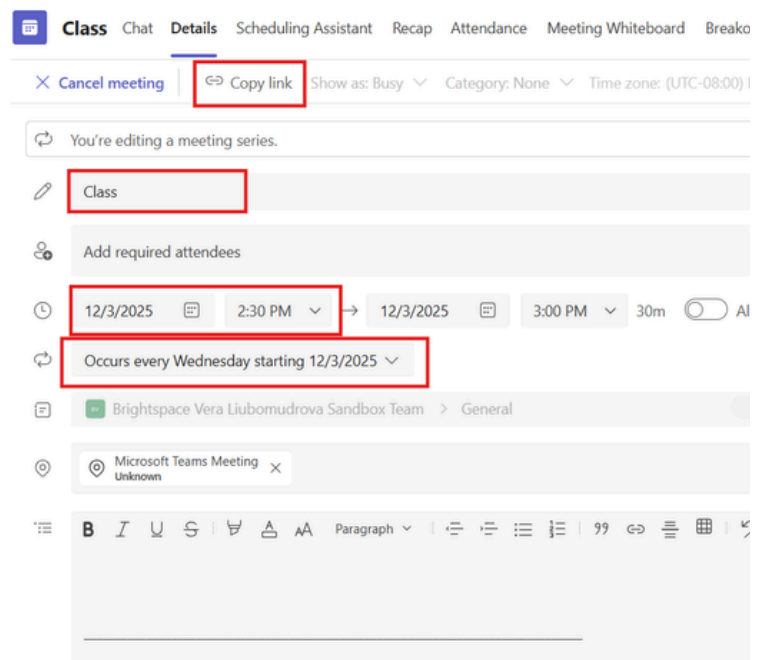 Class Chat Details Scheduling Assistant Recap Attendance Meeting Whiteboard Breako
Cancel meeting Copy link Show as: Busy Category: None Time zone: (UTC-08:00)
You're editing a meeting series.
Class
Add required attendees
12/3/2025 2:30 PM → 12/3/2025 3:00 PM 30m Al
Occurs every Wednesday starting 12/3/2025
Brightspace Vera Liubomudrova Sandbox Team > General
Microsoft Teams Meeting
Unknown
B I U S A AA Paragraph 99